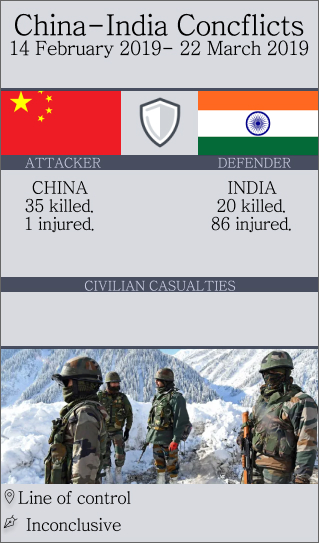 China-India Concflicts
14 February 2019- 22 March 2019
ATTACKER
DEFENDER
CHINA
35 killed.
1 injured.
INDIA
20 killed.
86 injured.
CIVILIAN CASUALTIES
Line of control
Inconclusive